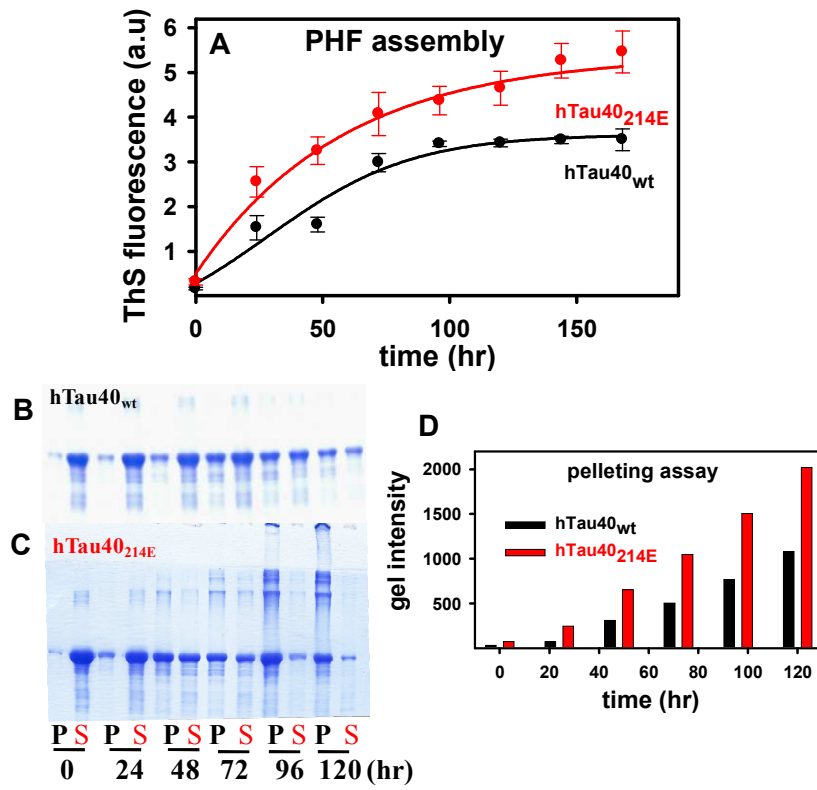 A PHF assembly
ThS fluorescence (a.u)
6
5
4
3
2
1
hTau40214E
hTau40wt
0 50 100 150
time (hr)
B
hTau40wt
C
hTau40214E
P S P S P S P S P S P S
0 24 48 72 96 120 (hr)
D
pelleting assay
gel intensity
2000
1500
1000
500
hTau40wt
hTau40214E
0 20 40 60 80 100 120
time (hr)